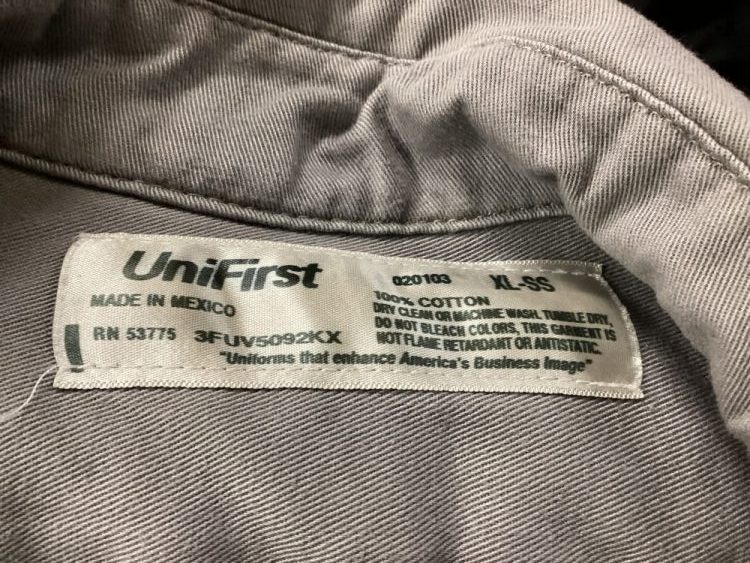 UniFirst
MADE IN MEXICO
RN 53775 3FUV5092KX
020103 XL-SS
100% COTTON
DRY CLEAN OR MACHINE WASH. TUMBLE DRY.
DO NOT BLEACH COLORS, THIS GARMENT IS
NOT FLAME RETARDANT OR ANTISTATIC.
"Uniforms that enhance America's Business Image"